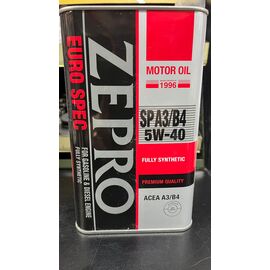 ZEPRO
EURO SPEC
FOR GASOLINE & DIESEL ENGINE
FULLY SYNTHETIC
MOTOR OIL
1996
SP A3/B4
5W-40
FULLY SYNTHETIC
PREMIUM QUALITY
ACEA A3/B4